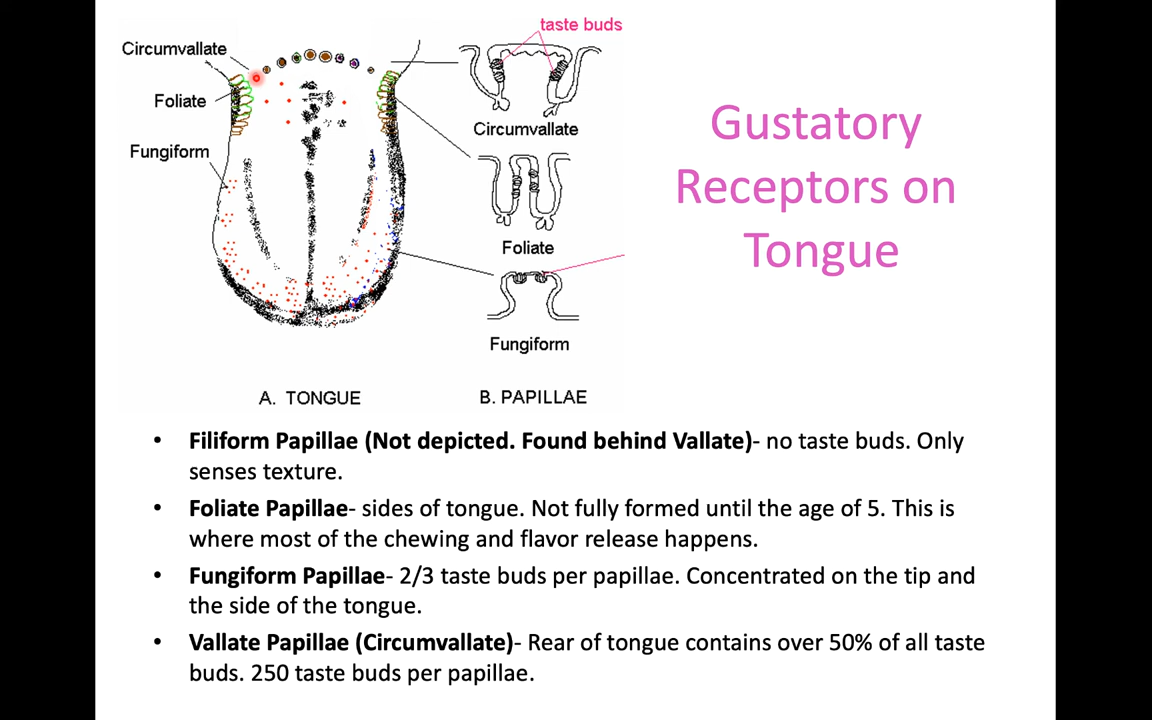 taste buds
Circumvallate
Foliate
Fungiform
Circumvallate
Foliate
Fungiform
A. TONGUE
B. PAPILLAE
Gustatory
Receptors on
Tongue
• Filiform Papillae (Not depicted. Found behind Vallate)- no taste buds. Only
senses texture.
• Foliate Papillae- sides of tongue. Not fully formed until the age of 5. This is
where most of the chewing and flavor release happens.
• Fungiform Papillae- 2/3 taste buds per papillae. Concentrated on the tip and
the side of the tongue.
• Vallate Papillae (Circumvallate)- Rear of tongue contains over 50% of all taste
buds. 250 taste buds per papillae.